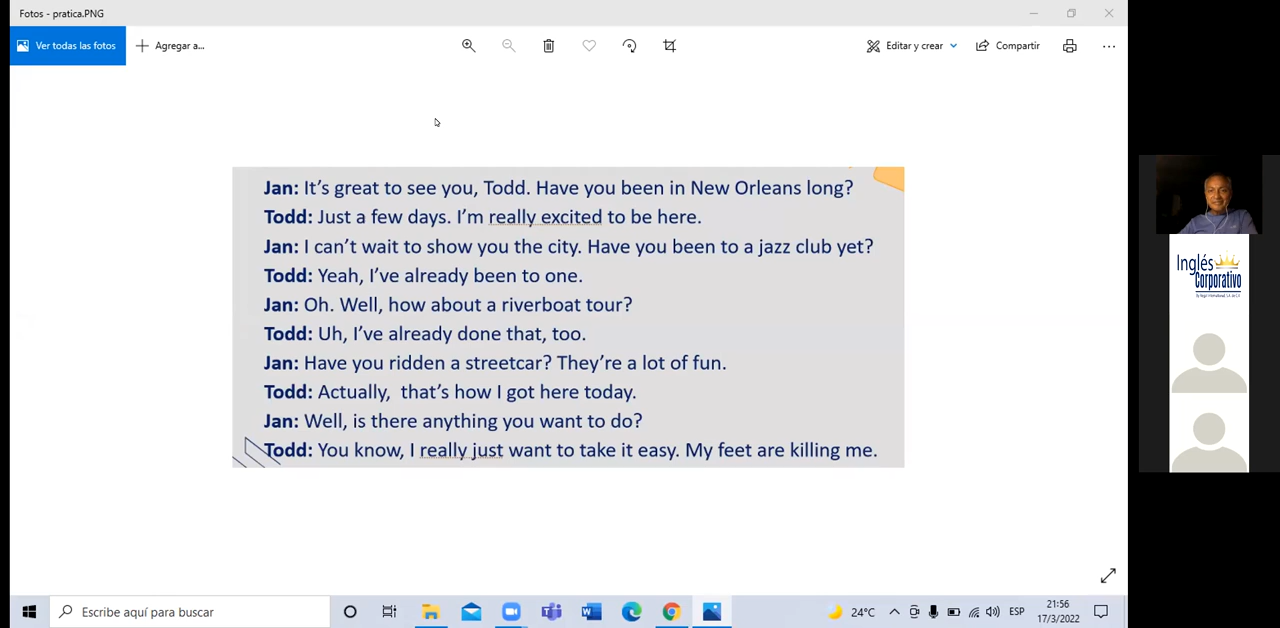 Fotos - pratica.PNG
Ver todas las fotos
Agregar a...
Editar y crear
Compartir
Jan: It's great to see you, Todd. Have you been in New Orleans long?
Todd: Just a few days. I'm really excited to be here.
Jan: I can't wait to show you the city. Have you been to a jazz club yet?
Todd: Yeah, I've already been to one.
Jan: Oh. Well, how about a riverboat tour?
Todd: Uh, I've already done that, too.
Jan: Have you ridden a streetcar? They're a lot of fun.
Todd: Actually,  that's how I got here today.
Jan: Well, is there anything you want to do?
Todd: You know, I really just want to take it easy. My feet are killing me.
Inglés
Corporativo
Escribe aquí para buscar
24°C
ESP
21:56
17/3/2022